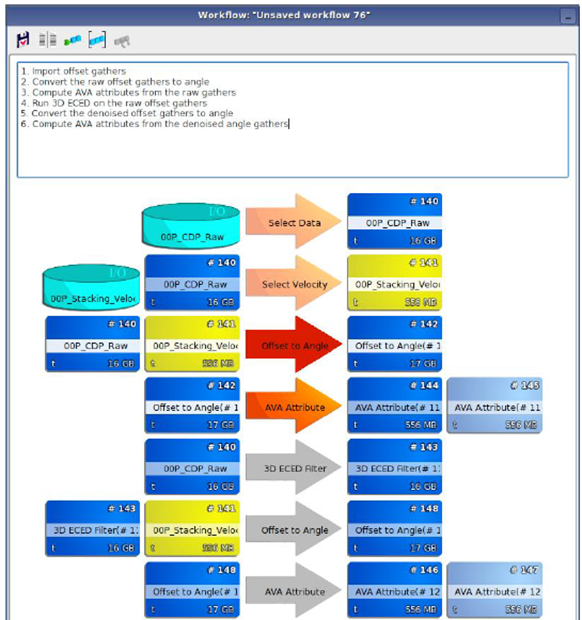 Workflow: "Unsaved workflow 76"
1. Import offset gathers
2. Convert the raw offset gathers to angle
3. Compute AVA attributes from the raw gathers
4. Run 3D ECED on the raw offset gathers
5. Convert the denoised offset gathers to angle
6. Compute AVA attributes from the denoised angle gathers
I/O
00P_CDP_Raw
Select Data
# 140
00P_CDP_Raw
16 GB
I/O
00P_Stacking_Veloc
# 140
00P_CDP_Raw
t 16 GB
Select Velocity
# 141
00P_Stacking_Veloc
t 556 MB
# 140
00P_CDP_Raw
t 16 GB
# 141
00P_Stacking_Veloc
t 556 MB
Offset to Angle
# 142
Offset to Angle(# 1
t 17 GB
# 142
Offset to Angle(# 1
t 17 GB
AVA Attribute
# 144
AVA Attribute(# 11
t 556 MB
# 145
AVA Attribute(# 11
t 556 MB
# 140
00P_CDP_Raw
t 16 GB
3D ECED Filter
# 143
3D ECED Filter(# 1
t 16 GB
# 143
3D ECED Filter(# 1
t 16 GB
# 141
00P_Stacking_Veloc
t 556 MB
Offset to Angle
# 148
Offset to Angle(# 1
t 17 GB
# 148
Offset to Angle(# 1
t 17 GB
AVA Attribute
# 146
AVA Attribute(# 12
t 556 MB
# 147
AVA Attribute(# 12
t 556 MB